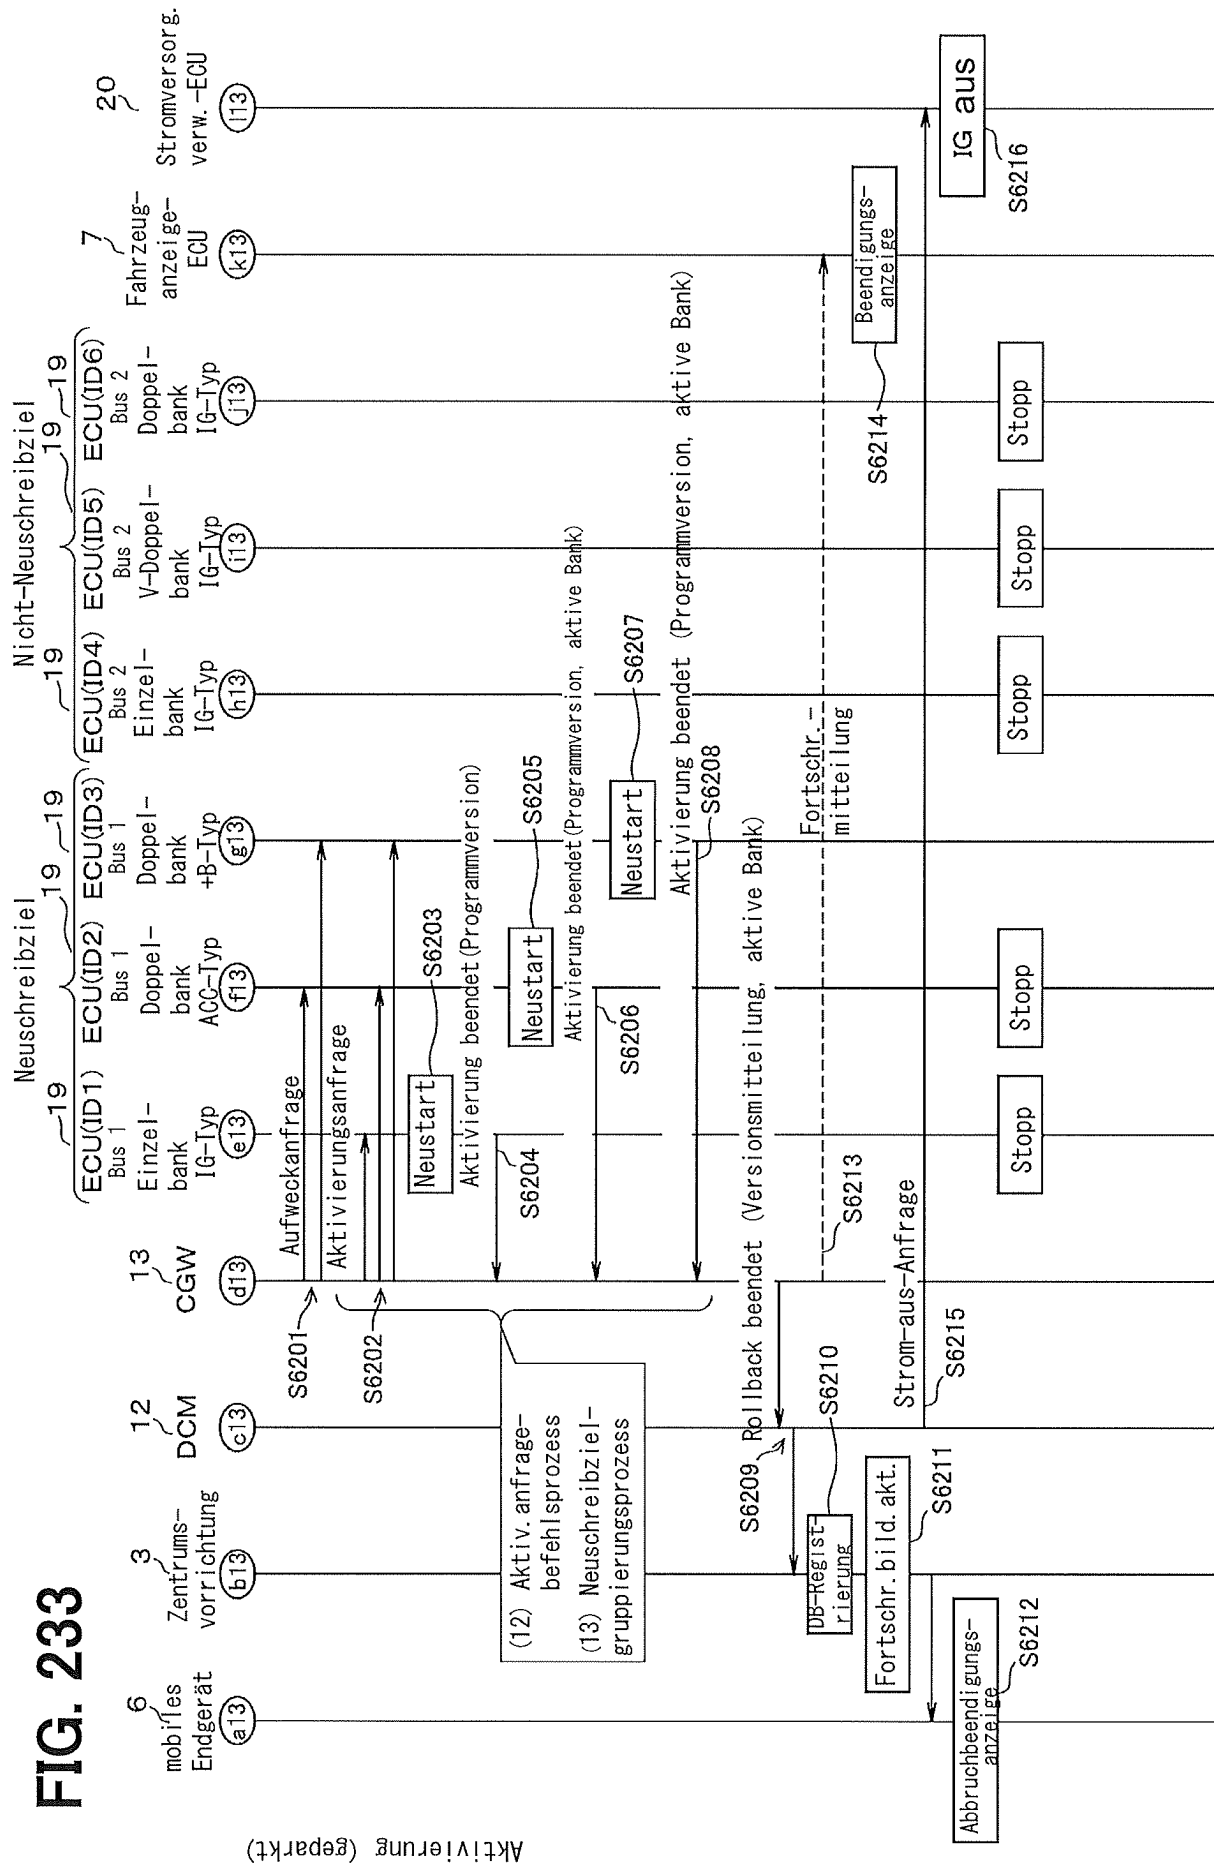 FIG. 233
Aktivierung (geparkt)
6
mobiles
Endgerät
a13
3
Zentrums-
vorrichtung
b13
12
DCM
c13
13
CGW
d13
Neuschreibziel
19
ECU(ID1)
Bus 1
Einzel-
bank
IG-Typ
e13
19
ECU(ID2)
Bus 1
Doppel-
bank
ACC-Typ
f13
19
ECU(ID3)
Bus 1
Doppel-
bank
+B-Typ
g13
Nicht-Neuschreibziel
19
ECU(ID4)
Bus 2
Einzel-
bank
IG-Typ
h13
19
ECU(ID5)
Bus 2
V-Doppel-
bank
IG-Typ
i13
19
ECU(ID6)
Bus 2
Doppel-
bank
IG-Typ
j13
7
Fahrzeug-
anzeige-
ECU
k13
20
Stromversorg.
verw.-ECU
l13
S6201
Aufweckanfrage
S6202
Aktivierungsanfrage
Neustart
S6203
Aktivierung beendet(Programmversion)
S6204
Neustart
S6205
Aktivierung beendet(Programmversion, aktive Bank)
S6206
Neustart
S6207
Aktivierung beendet (Programmversion, aktive Bank)
S6208
(12) Aktiv.anfrage-
befehlsprozess
(13) Neuschreibziel-
gruppierungsprozess
Rollback beendet (Versionsmitteilung, aktive Bank)
S6209
DB-Regist-
rierung
S6210
Fortschr.bild.akt.
S6211
Abbruchbeendigungs-
anzeige
S6212
Fortschr.-
mitteilung
S6213
Beendigungs-
anzeige
S6214
Strom-aus-Anfrage
S6215
IG aus
S6216
Stopp
Stopp
Stopp
Stopp
Stopp